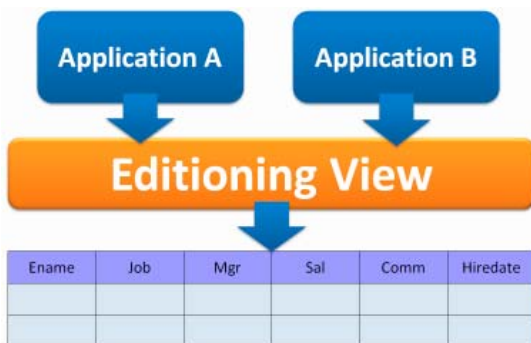 Application A Application B
Editioning View
Ename Job Mgr Sal Comm Hiredate